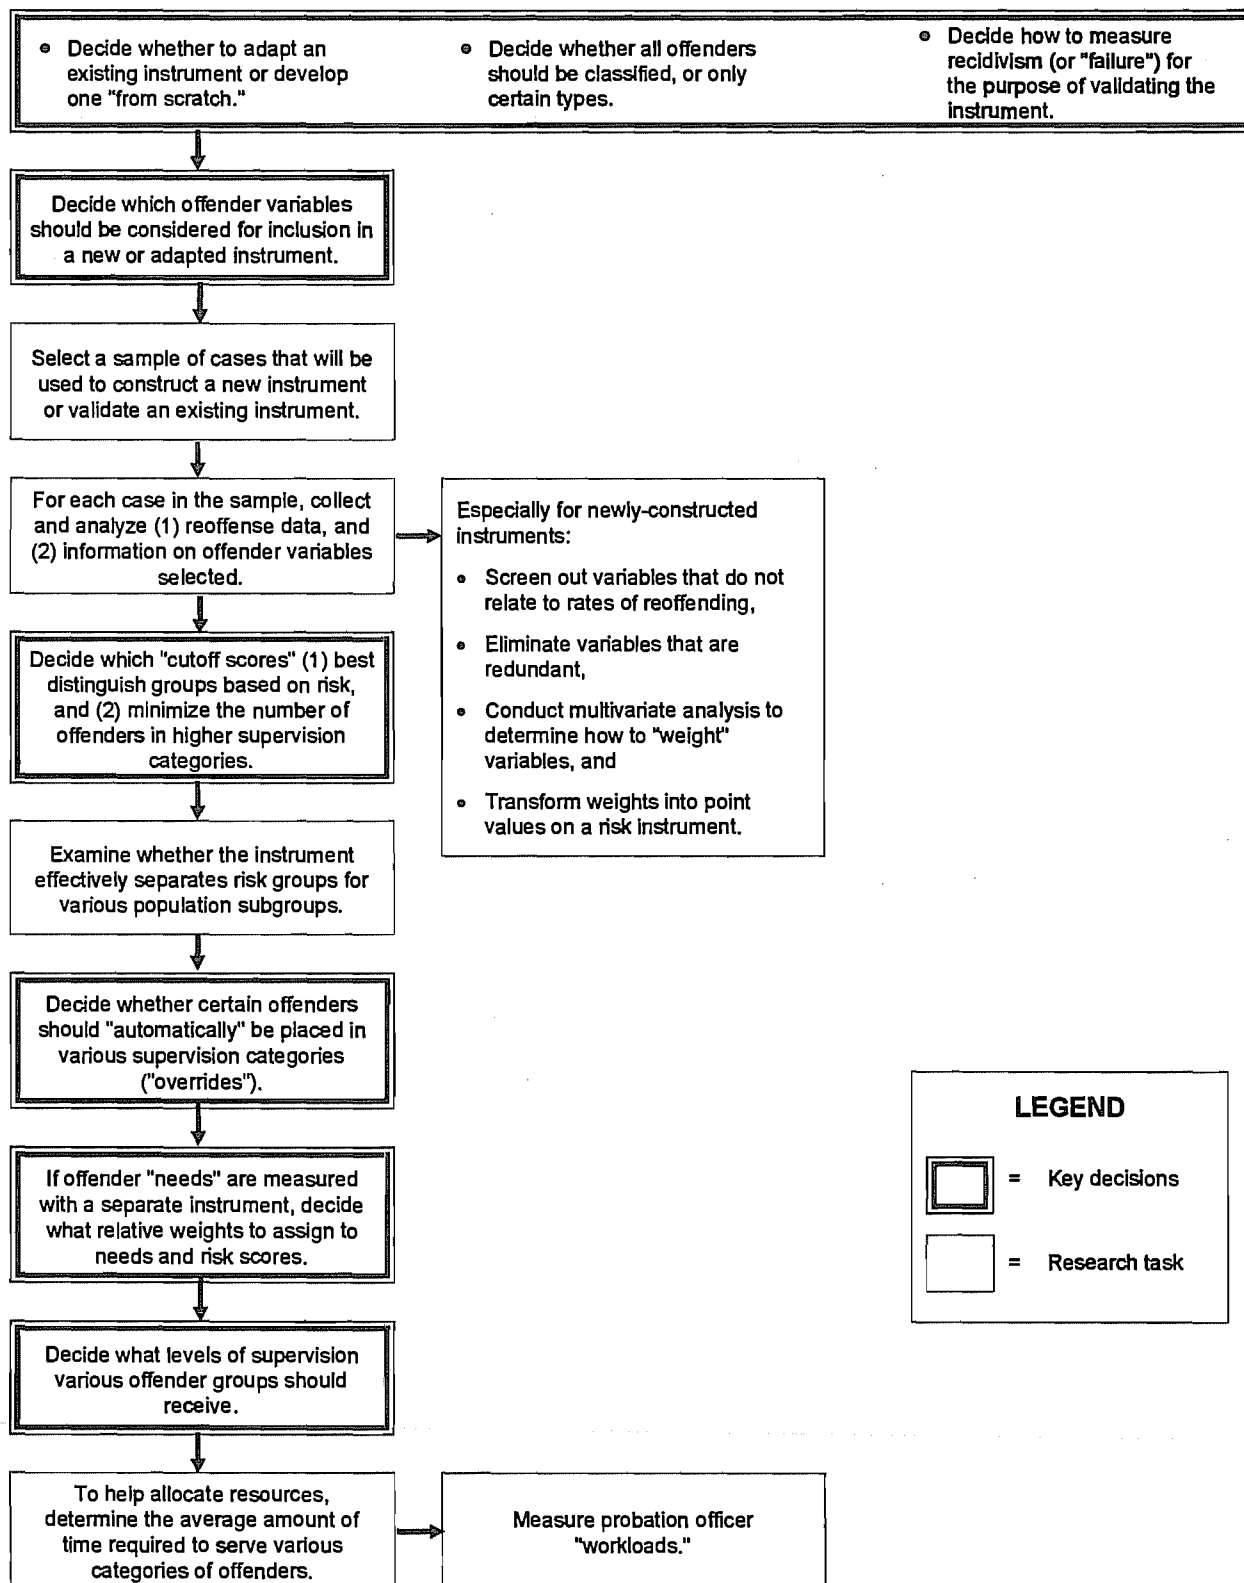 • Decide whether to adapt an
existing instrument or develop
one "from scratch."
• Decide whether all offenders
should be classified, or only
certain types.
• Decide how to measure
recidivism (or "failure") for
the purpose of validating the
instrument.
Decide which offender variables
should be considered for inclusion in
a new or adapted instrument.
Select a sample of cases that will be
used to construct a new instrument
or validate an existing instrument.
For each case in the sample, collect
and analyze (1) reoffense data, and
(2) information on offender variables
selected.
Especially for newly-constructed
instruments:
• Screen out variables that do not
relate to rates of reoffending,
• Eliminate variables that are
redundant,
• Conduct multivariate analysis to
determine how to "weight"
variables, and
• Transform weights into point
values on a risk instrument.
Decide which "cutoff scores" (1) best
distinguish groups based on risk,
and (2) minimize the number of
offenders in higher supervision
categories.
Examine whether the instrument
effectively separates risk groups for
various population subgroups.
Decide whether certain offenders
should "automatically" be placed in
various supervision categories
("overrides").
If offender "needs" are measured
with a separate instrument, decide
what relative weights to assign to
needs and risk scores.
Decide what levels of supervision
various offender groups should
receive.
To help allocate resources,
determine the average amount of
time required to serve various
categories of offenders.
Measure probation officer
"workloads."
LEGEND
= Key decisions
= Research task